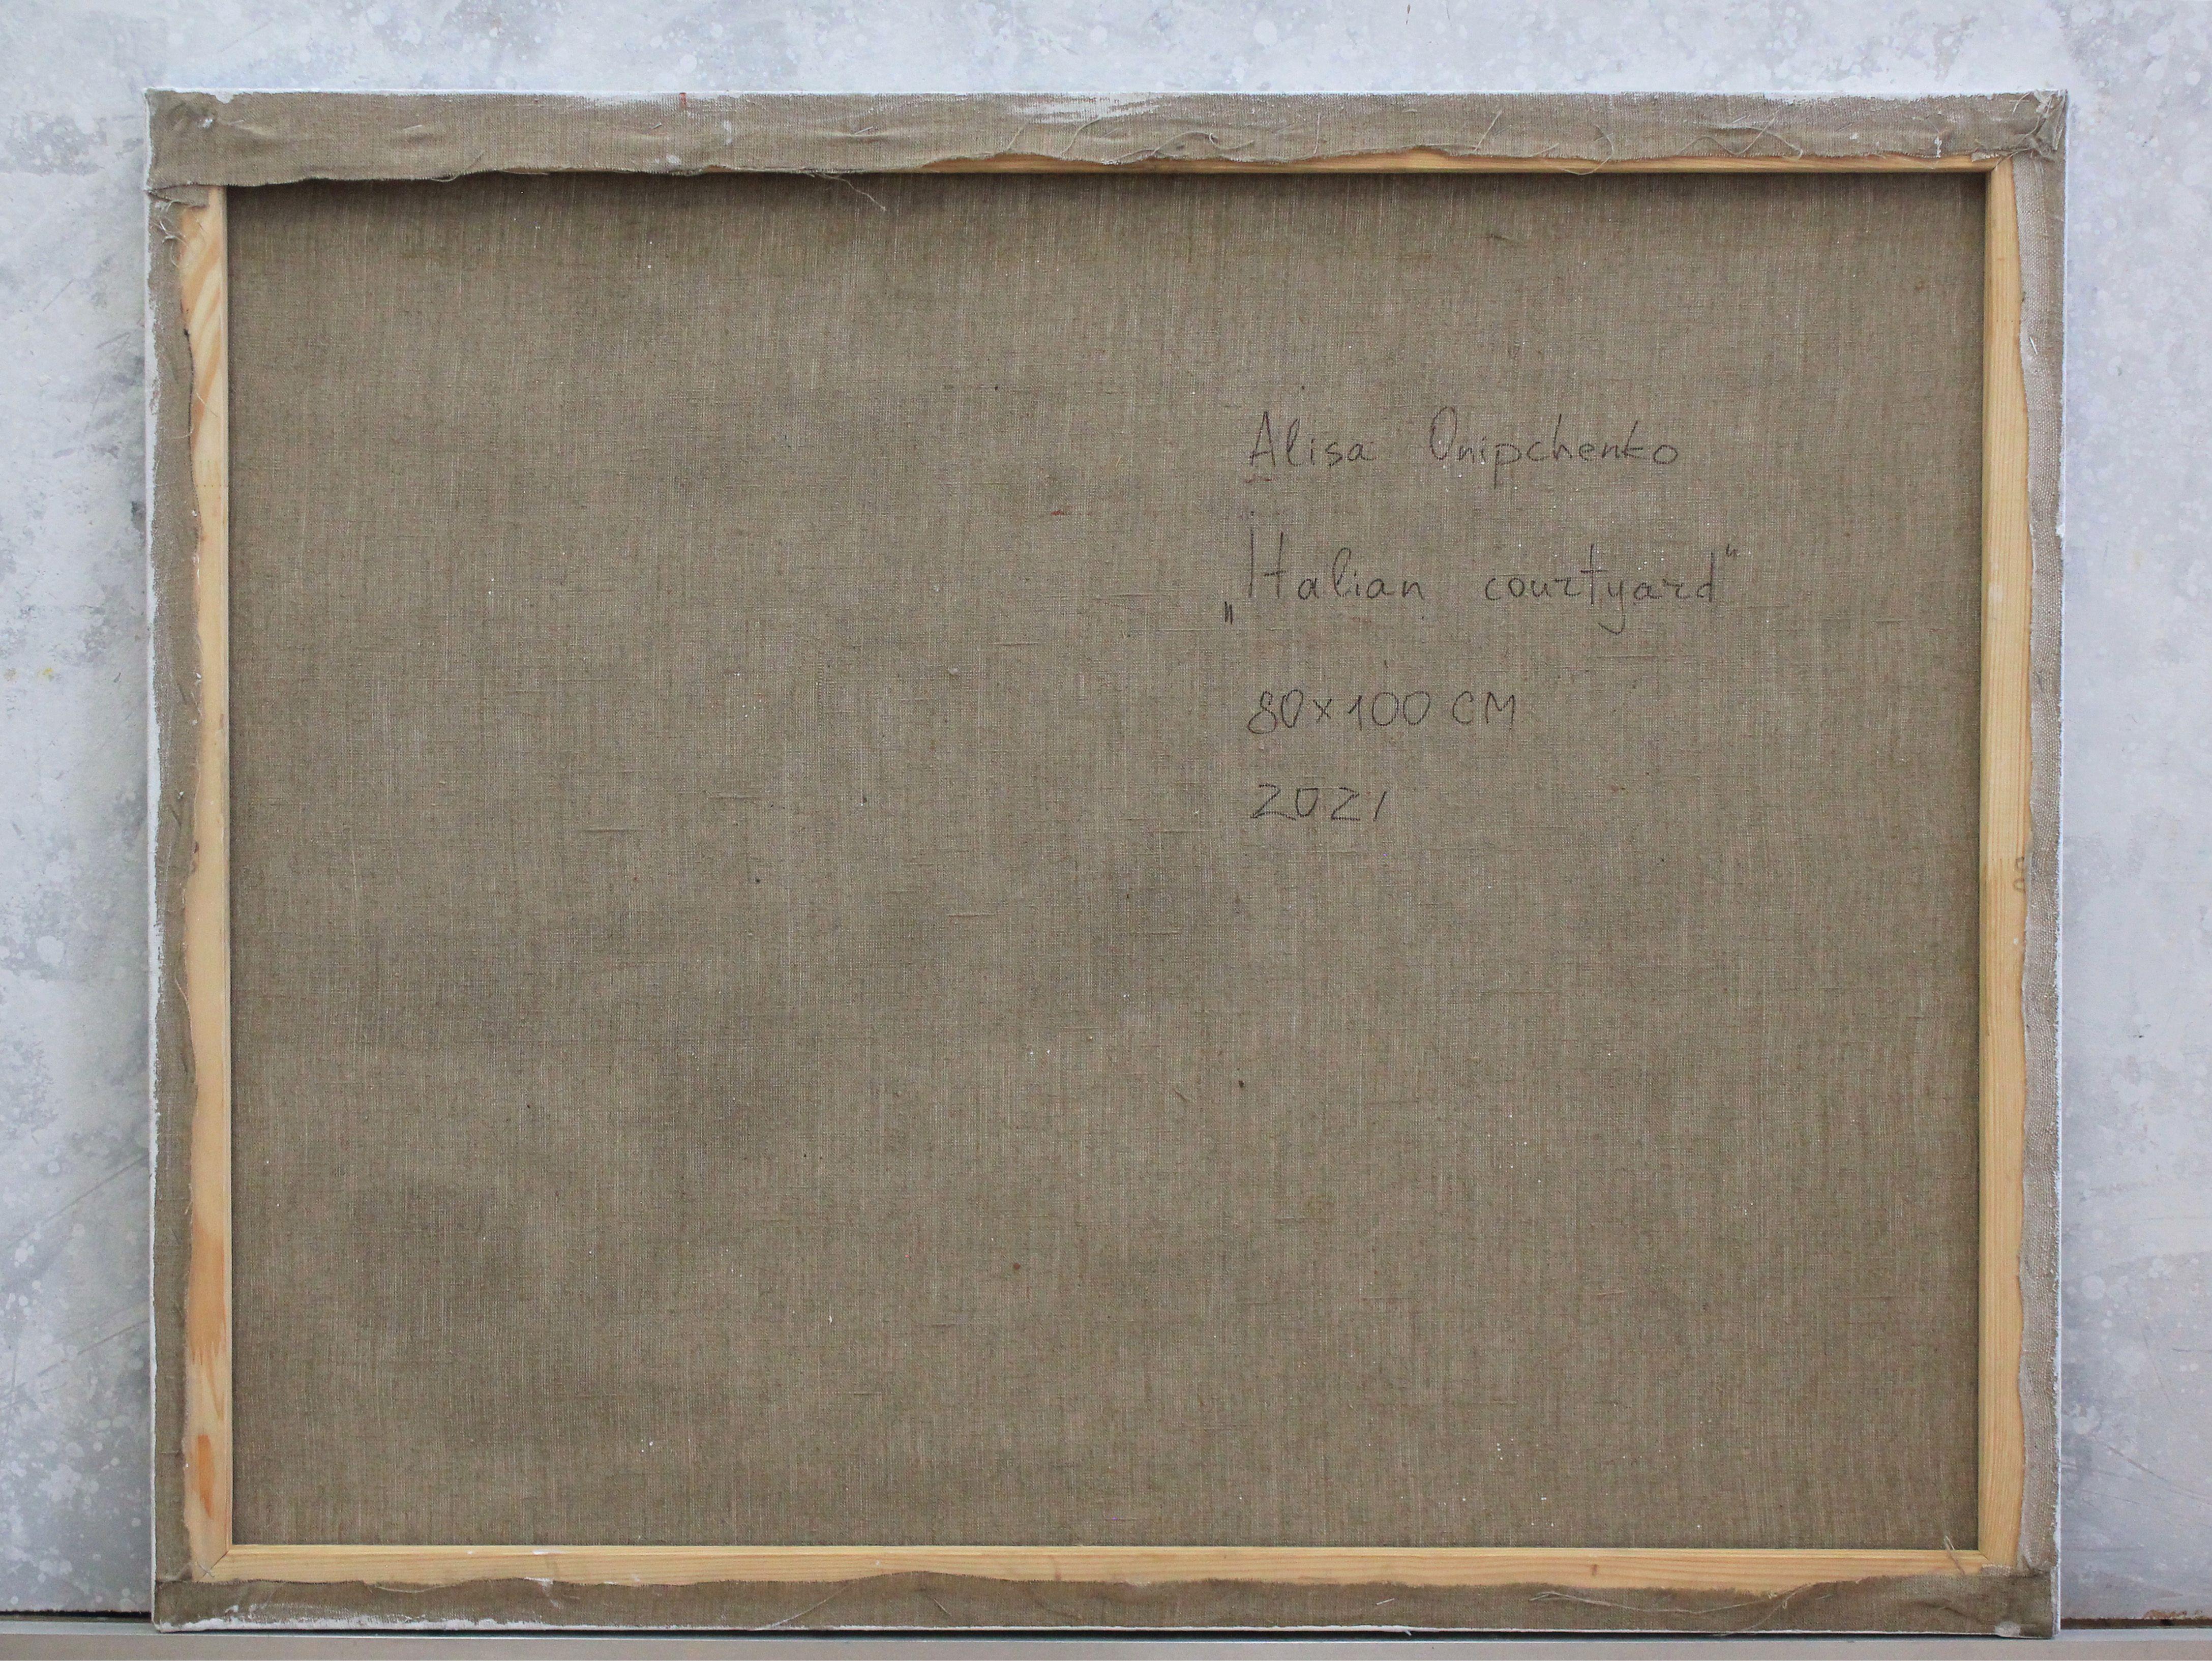 Alisa Onipchenko
„Italian courtyard“
80x100 CM
2021